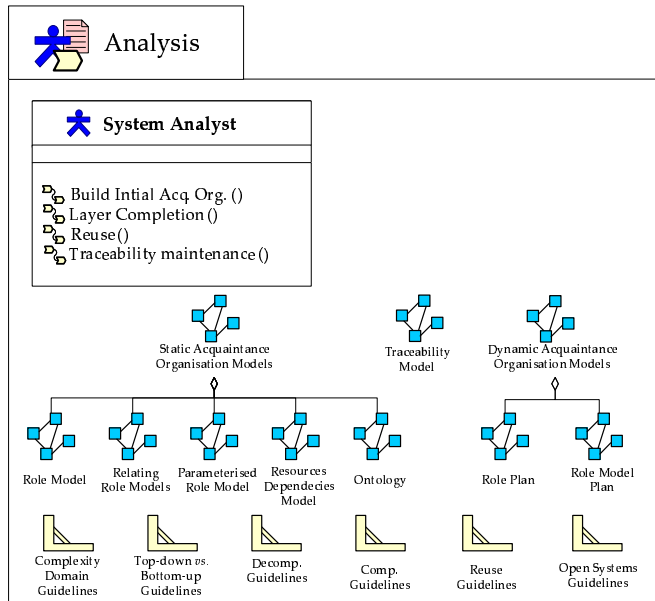 Analysis
System Analyst
Build Intial Acq. Org. ()
Layer Completion()
Reuse()
Traceability maintenance()
Static Acquaintance
Organisation Models
Traceability
Model
Dynamic Acquaintance
Organisation Models
Role Model
Relating
Role Models
Parameterised
Role Model
Resources
Dependecies
Model
Ontology
Role Plan
Role Model
Plan
Complexity
Domain
Guidelines
Top-down vs.
Bottom-up
Guidelines
Decomp.
Guidelines
Comp.
Guidelines
Reuse
Guidelines
Open Systems
Guidelines